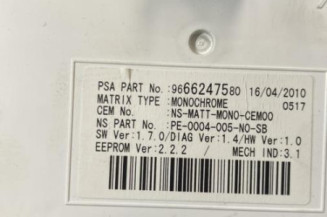 PSA PART No.:9666247580 16/04/2010
MATRIX TYPE :MONOCHROME 0517
CEM No. :NS-MATT-MONO-CEM00
NS PART No. :PE-0004-005-NO-SB
SW Ver:1.7.0/DIAG Ver:1.4/HW Ver:1.0
EEPROM Ver:2.2.2 / MECH IND:3.1